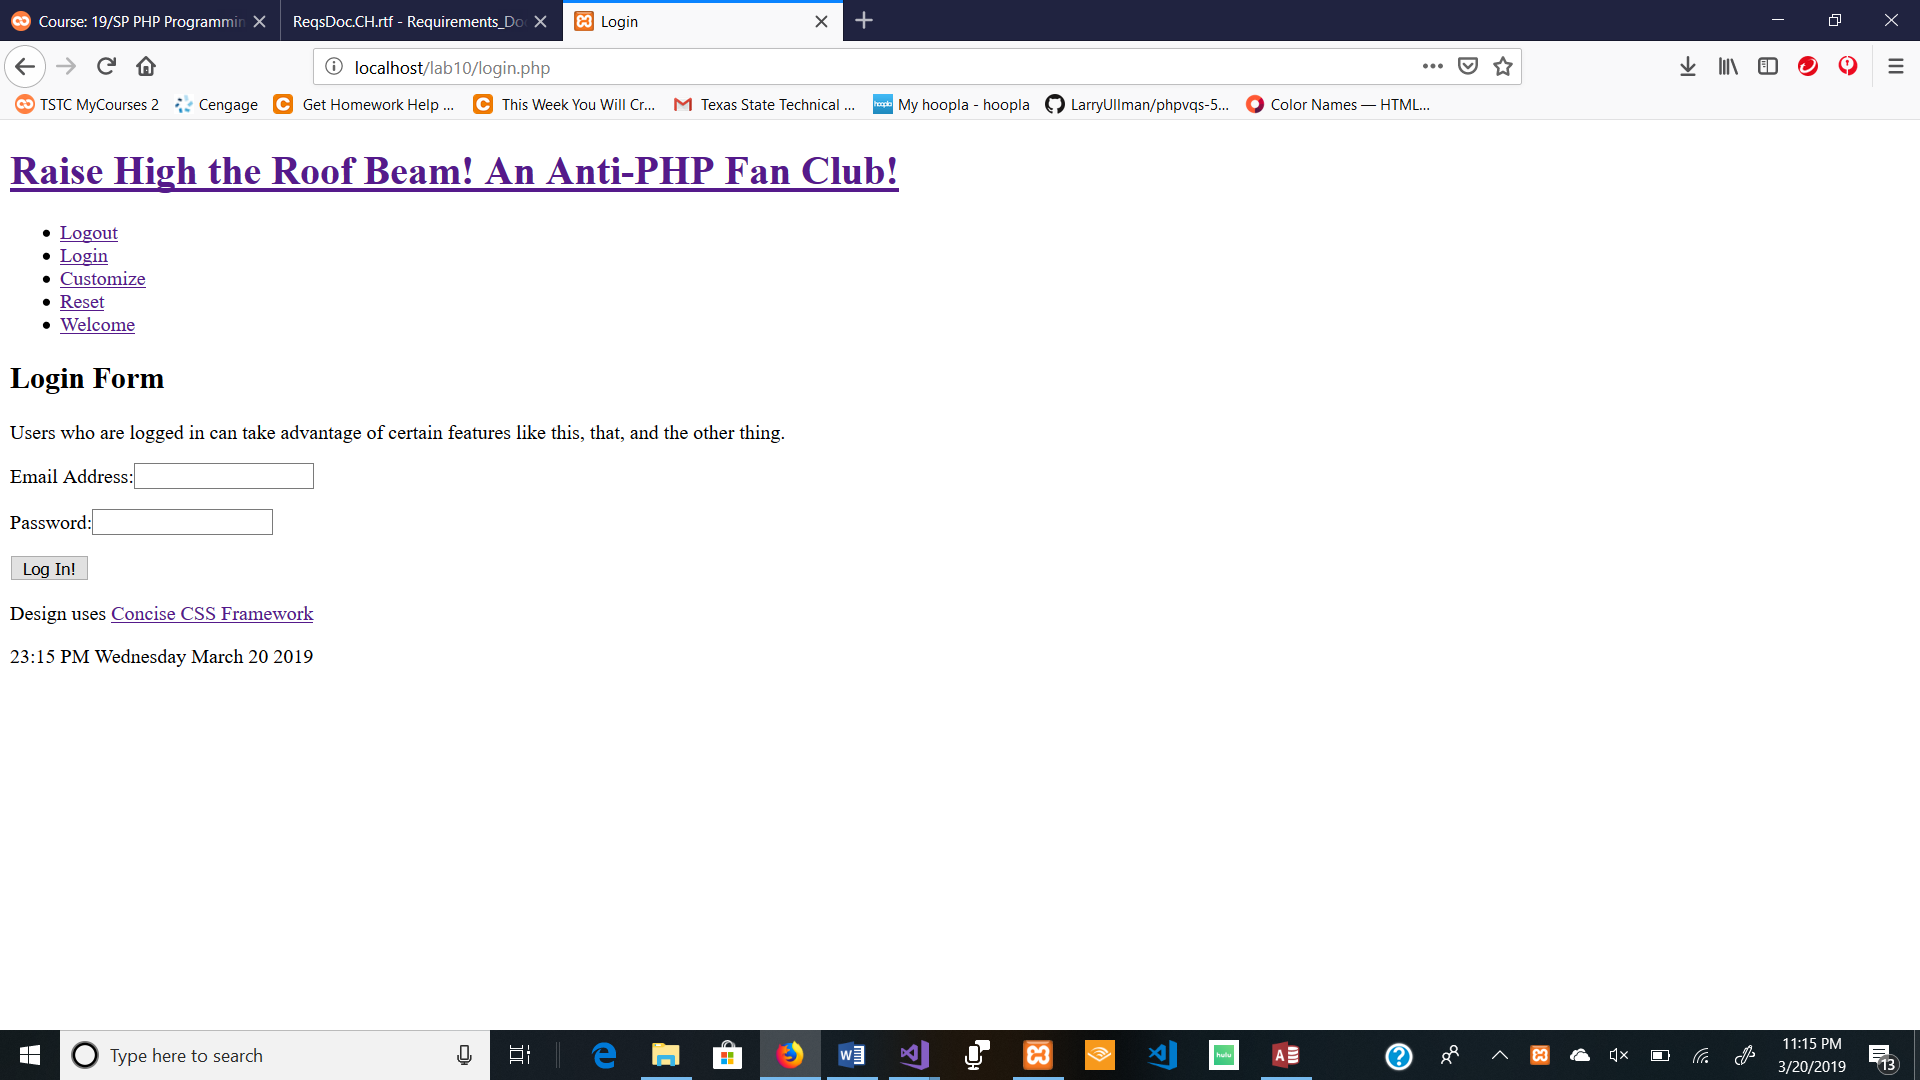 Course: 19/SP PHP Programmin
ReqsDoc.CH.rtf - Requirements_Do
Login
localhost/lab10/login.php
TSTC MyCourses 2
Cengage
Get Homework Help ...
This Week You Will Cr...
Texas State Technical ...
hoopla
My hoopla - hoopla
LarryUllman/phpvqs-5...
Color Names — HTML...
Raise High the Roof Beam! An Anti-PHP Fan Club!
Logout
Login
Customize
Reset
Welcome
Login Form
Users who are logged in can take advantage of certain features like this, that, and the other thing.
Email Address:
Password:
Log In!
Design uses Concise CSS Framework
23:15 PM Wednesday March 20 2019
Type here to search
hulu
11:15 PM
3/20/2019
13